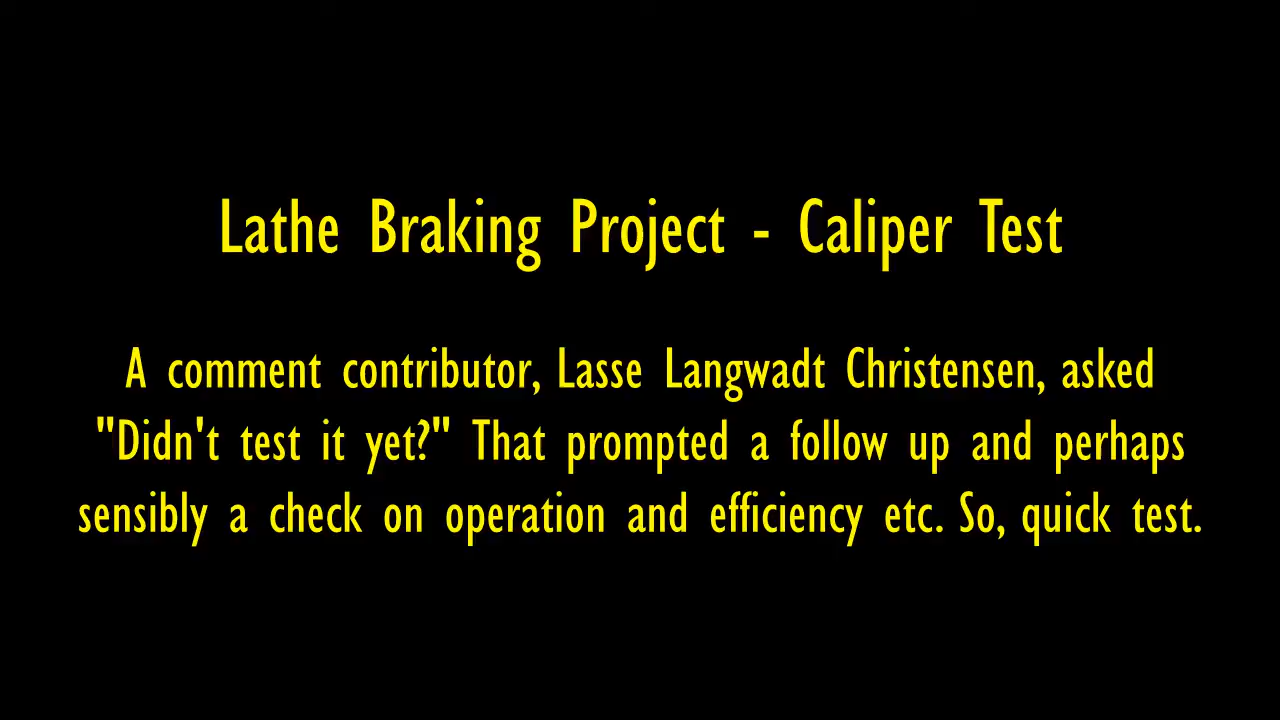 Lathe Braking Project - Caliper Test
A comment contributor, Lasse Langwadt Christensen, asked
"Didn't test it yet?" That prompted a follow up and perhaps
sensibly a check on operation and efficiency etc. So, quick test.